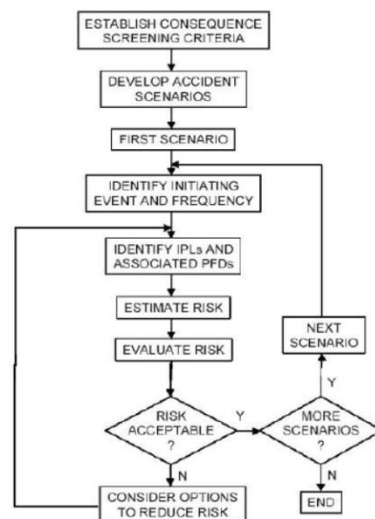 ESTABLISH CONSEQUENCE
SCREENING CRITERIA
DEVELOP ACCIDENT
SCENARIOS
FIRST SCENARIO
IDENTIFY INITIATING
EVENT AND FREQUENCY
IDENTIFY IPLs AND
ASSOCIATED PFDs
ESTIMATE RISK
EVALUATE RISK
NEXT
SCENARIO
RISK
ACCEPTABLE
?
Y
MORE
SCENARIOS
?
Y
N
N
CONSIDER OPTIONS
TO REDUCE RISK
END